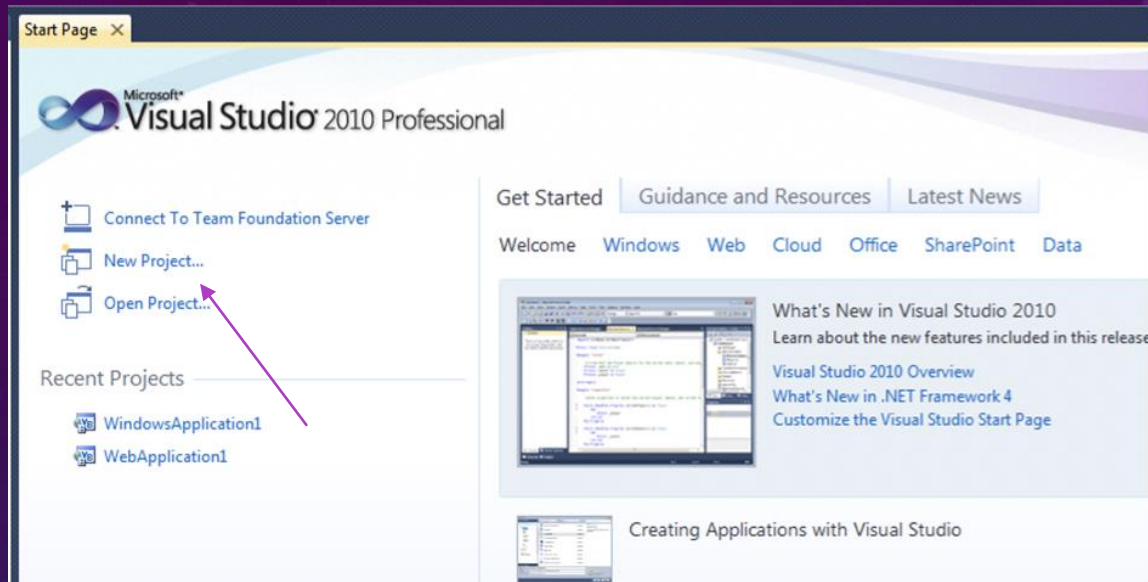 Start Page
Microsoft®
Visual Studio® 2010 Professional
Connect To Team Foundation Server
New Project...
Open Project...
Recent Projects
WindowsApplication1
WebApplication1
Get Started Guidance and Resources Latest News
Welcome Windows Web Cloud Office SharePoint Data
What's New in Visual Studio 2010
Learn about the new features included in this release
Visual Studio 2010 Overview
What's New in .NET Framework 4
Customize the Visual Studio Start Page
Creating Applications with Visual Studio